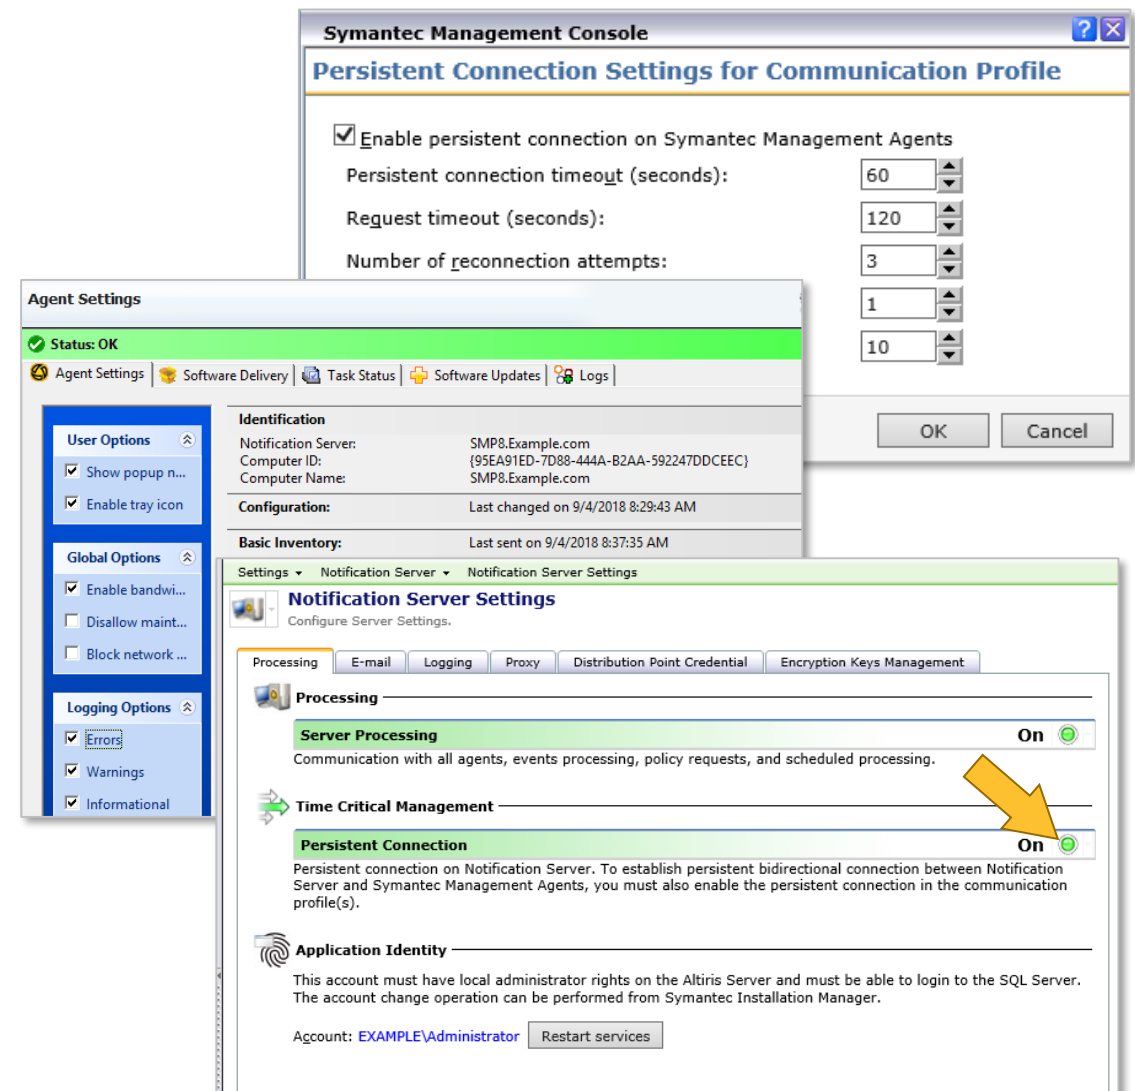 Symantec Management Console
Persistent Connection Settings for Communication Profile
Enable persistent connection on Symantec Management Agents
Persistent connection timeout (seconds): 60
Request timeout (seconds): 120
Number of reconnection attempts: 3
1
10
OK Cancel
Agent Settings
Status: OK
Agent Settings Software Delivery Task Status Software Updates Logs
User Options
Show popup n...
Enable tray icon
Global Options
Enable bandwi...
Disallow maint...
Block network ...
Logging Options
Errors
Warnings
Informational
Identification
Notification Server: SMP8.Example.com
Computer ID: {95EA91ED-7D88-444A-B2AA-592247DDCEEC}
Computer Name: SMP8.Example.com
Configuration: Last changed on 9/4/2018 8:29:43 AM
Basic Inventory: Last sent on 9/4/2018 8:37:35 AM
Settings Notification Server Notification Server Settings
Notification Server Settings
Configure Server Settings.
Processing E-mail Logging Proxy Distribution Point Credential Encryption Keys Management
Processing
Server Processing On
Communication with all agents, events processing, policy requests, and scheduled processing.
Time Critical Management
Persistent Connection On
Persistent connection on Notification Server. To establish persistent bidirectional connection between Notification
Server and Symantec Management Agents, you must also enable the persistent connection in the communication
profile(s).
Application Identity
This account must have local administrator rights on the Altiris Server and must be able to login to the SQL Server.
The account change operation can be performed from Symantec Installation Manager.
Account: EXAMPLE\Administrator Restart services